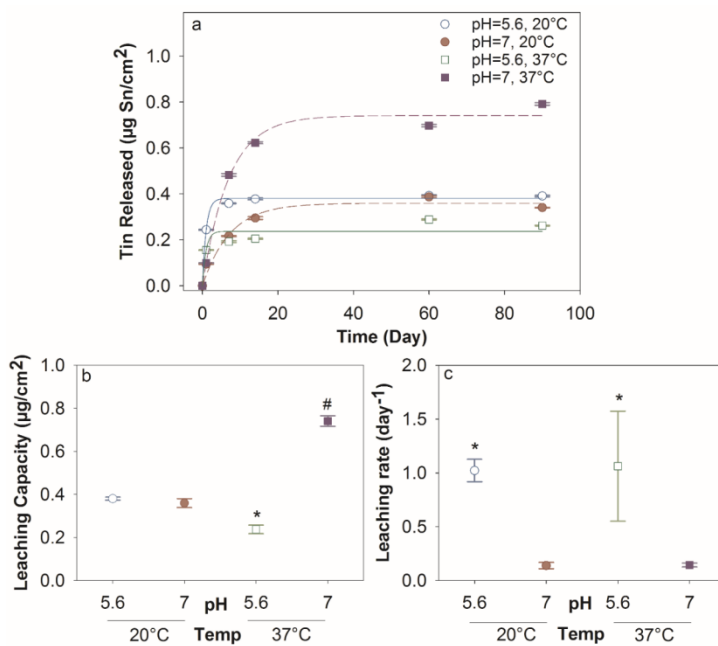 a
pH=5.6, 20°C
pH=7, 20°C
pH=5.6, 37°C
pH=7, 37°C
Tin Released (µg Sn/cm²)
1.0
0.8
0.6
0.4
0.2
0.0
0 20 40 60 80 100
Time (Day)
b
Leaching Capacity (µg/cm²)
1.0
0.8
0.6
0.4
0.2
0.0
#
*
5.6 7 pH 5.6 7
20°C Temp 37°C
c
Leaching rate (day⁻¹)
2.0
1.5
1.0
0.5
0.0
* *
5.6 7 pH 5.6 7
20°C Temp 37°C